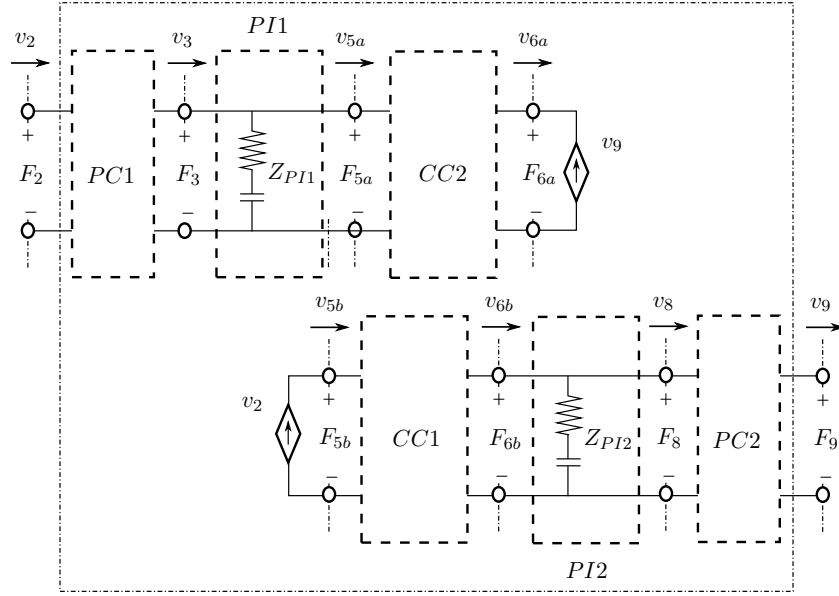 PI1
v2 v3 v5a v6a
+ + + +
F2 PC1 F3 ZPI1 F5a CC2 F6a v9
− − − −
v5b v6b v8 v9
+ + + +
v2 F5b CC1 F6b ZPI2 F8 PC2 F9
− − − −
PI2